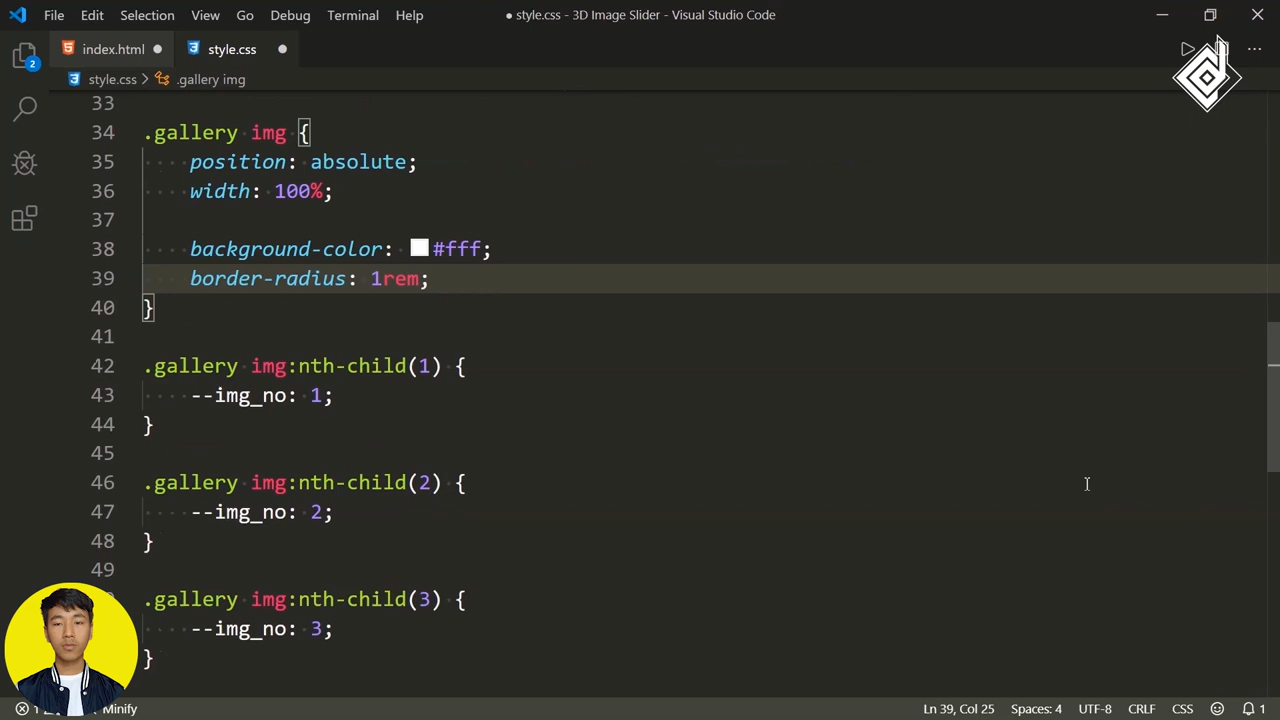 File Edit Selection View Go Debug Terminal Help
● style.css - 3D Image Slider - Visual Studio Code
index.html
style.css
2
style.css > .gallery img
33
34 .gallery img {
35 position: absolute;
36 width: 100%;
37
38 background-color: #fff;
39 border-radius: 1rem;
40 }
41
42 .gallery img:nth-child(1) {
43 --img_no: 1;
44 }
45
46 .gallery img:nth-child(2) {
47 --img_no: 2;
48 }
49
.gallery img:nth-child(3) {
--img_no: 3;
}
Minify
Ln 39, Col 25 Spaces: 4 UTF-8 CRLF CSS 1